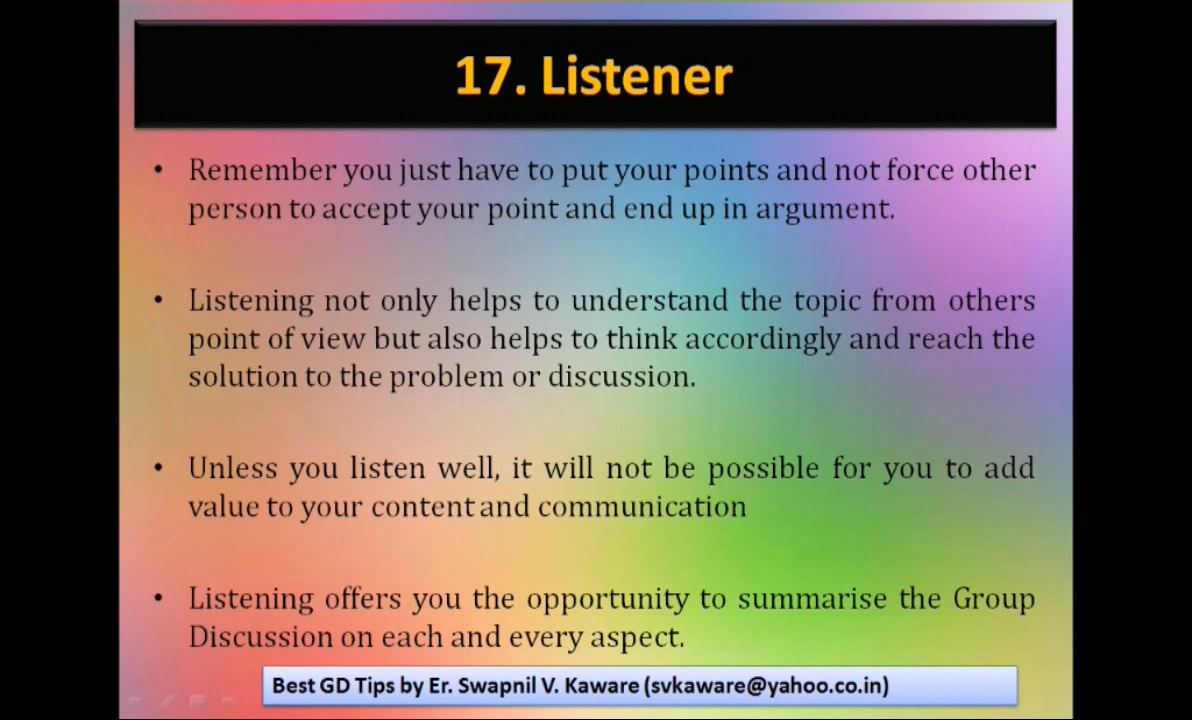 17. Listener
• Remember you just have to put your points and not force other
person to accept your point and end up in argument.
• Listening not only helps to understand the topic from others
point of view but also helps to think accordingly and reach the
solution to the problem or discussion.
• Unless you listen well, it will not be possible for you to add
value to your content and communication
• Listening offers you the opportunity to summarise the Group
Discussion on each and every aspect.
Best GD Tips by Er. Swapnil V. Kaware (svkaware@yahoo.co.in)